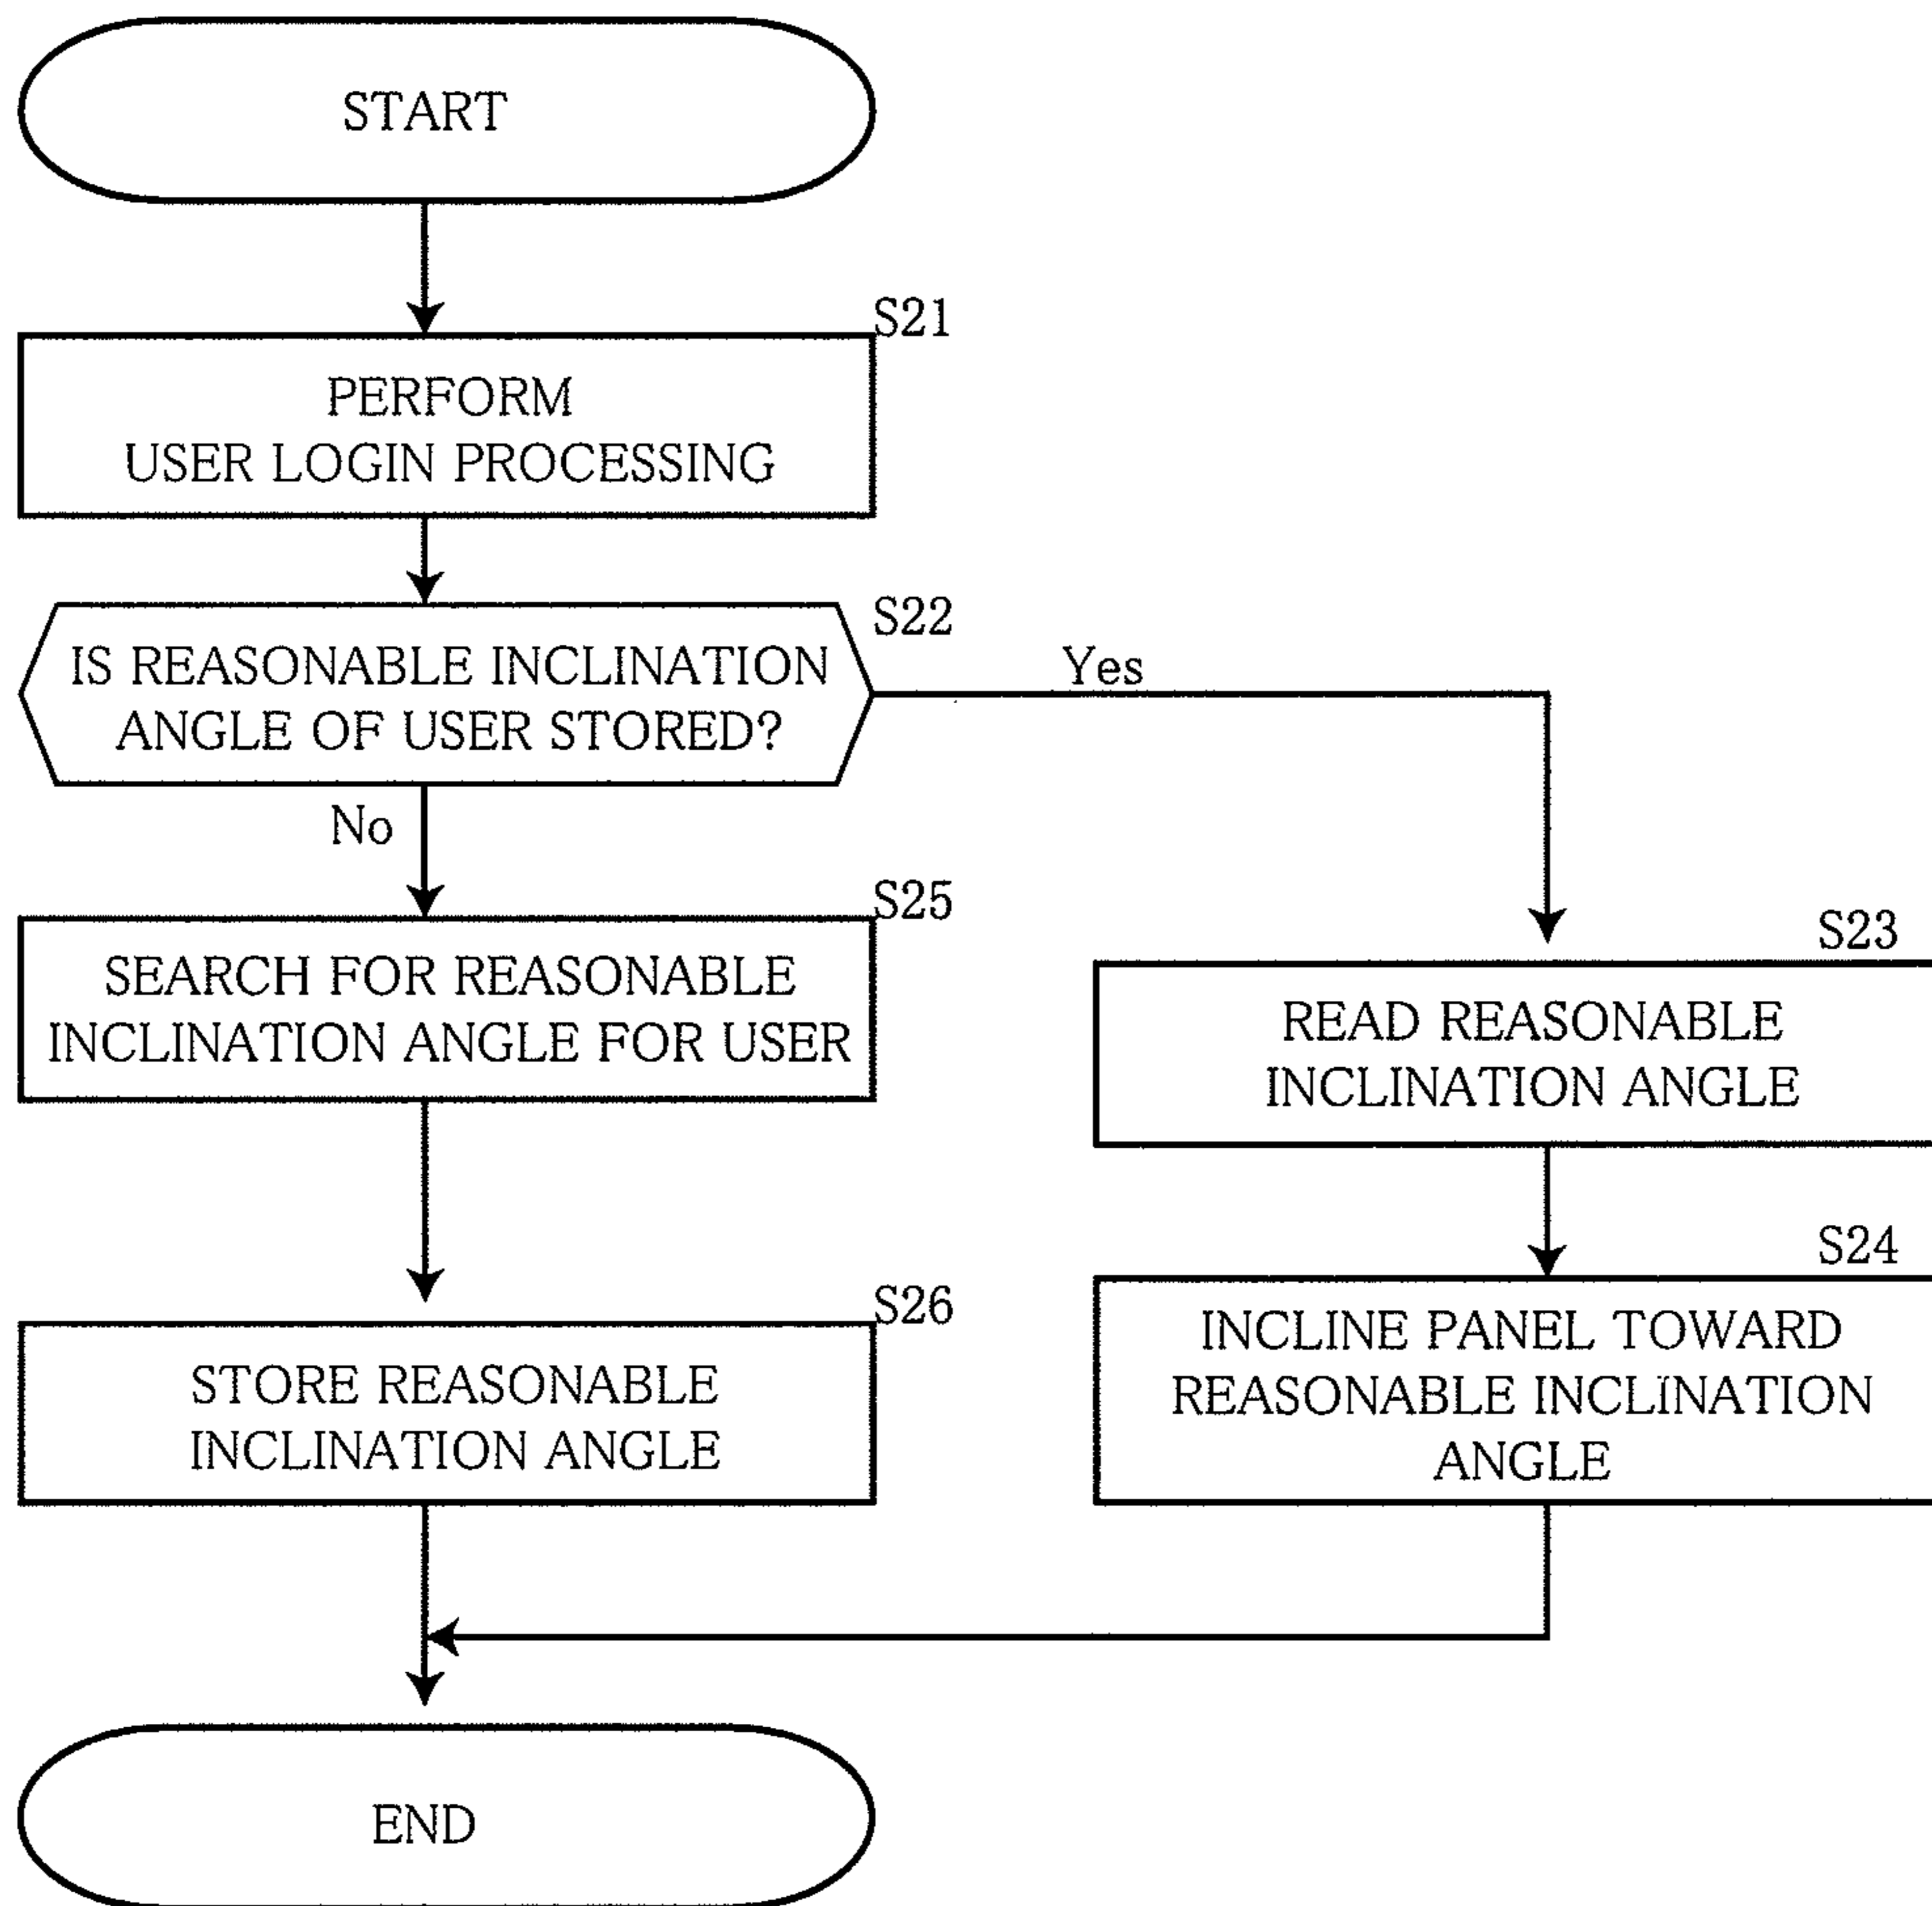 START
S21
PERFORM
USER LOGIN PROCESSING
S22
IS REASONABLE INCLINATION
ANGLE OF USER STORED?
Yes
No
S25
SEARCH FOR REASONABLE
INCLINATION ANGLE FOR USER
S23
READ REASONABLE
INCLINATION ANGLE
S24
INCLINE PANEL TOWARD
REASONABLE INCLINATION
ANGLE
S26
STORE REASONABLE
INCLINATION ANGLE
END